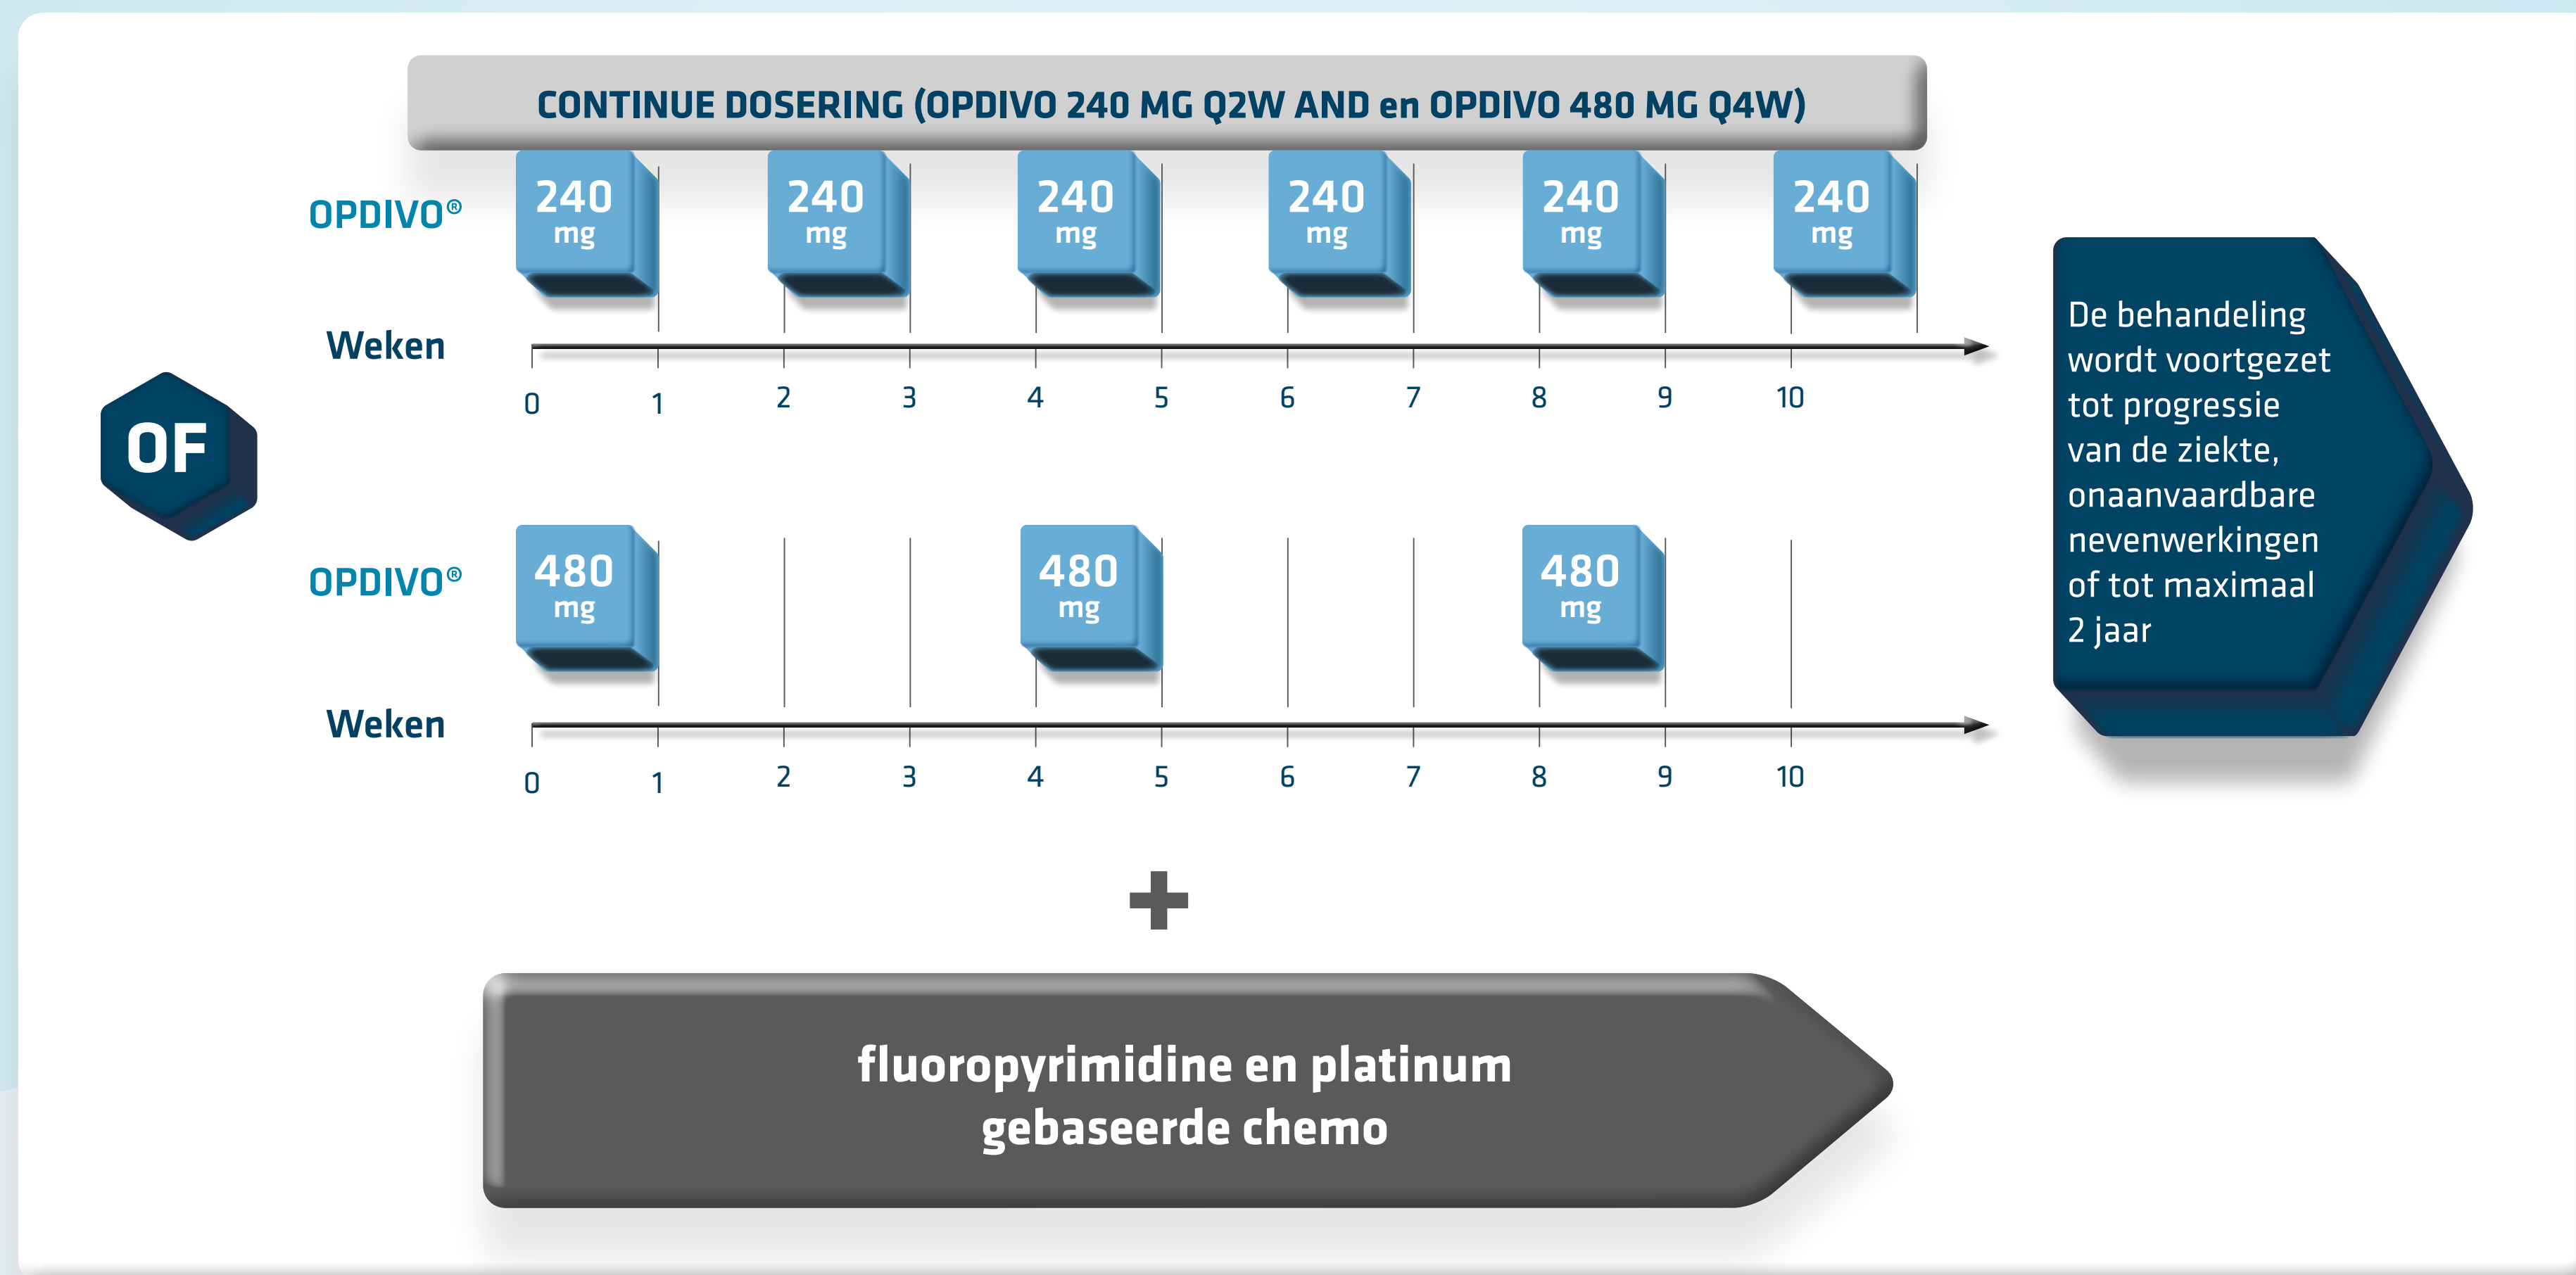 CONTINUE DOSERING (OPDIVO 240 MG Q2W AND en OPDIVO 480 MG Q4W)
OPDIVO®
240 mg
240 mg
240 mg
240 mg
240 mg
240 mg
Weken
0 1 2 3 4 5 6 7 8 9 10
OF
OPDIVO®
480 mg
480 mg
480 mg
Weken
0 1 2 3 4 5 6 7 8 9 10
De behandeling
wordt voortgezet
tot progressie
van de ziekte,
onaanvaardbare
nevenwerkingen
of tot maximaal
2 jaar
+
fluoropyrimidine en platinum
gebaseerde chemo